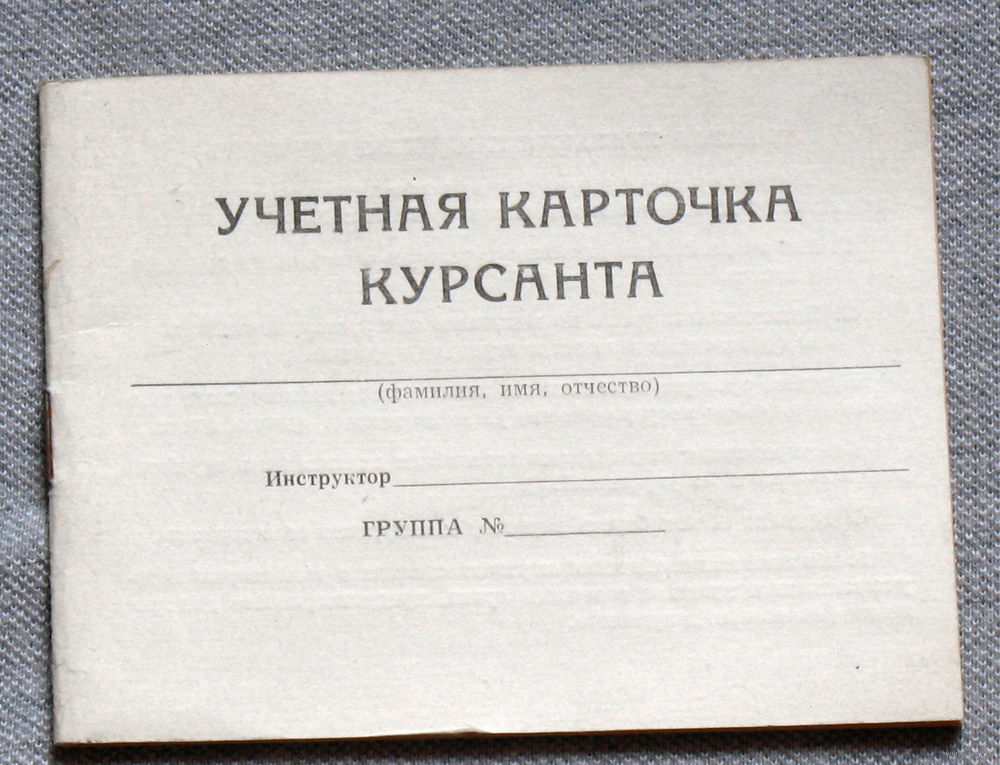 УЧЕТНАЯ КАРТОЧКА
КУРСАНТА
(фамилия, имя, отчество)
Инструктор
ГРУППА №